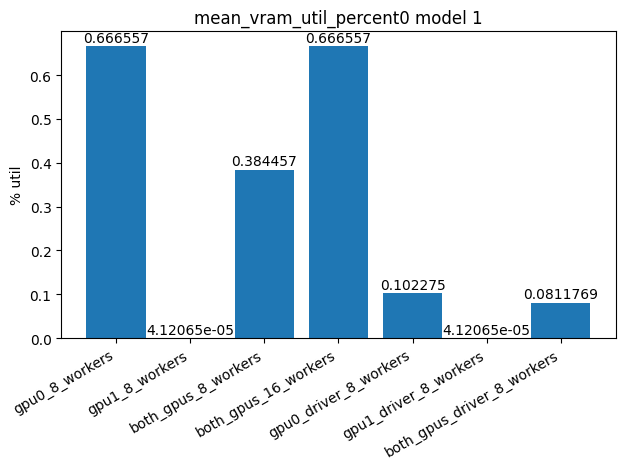 mean_vram_util_percent0 model 1
% util
0.6
0.5
0.4
0.3
0.2
0.1
0.0
0.666557
4.12065e-05
0.384457
0.666557
0.102275
4.12065e-05
0.0811769
gpu0_8_workers
gpu1_8_workers
both_gpus_8_workers
both_gpus_16_workers
gpu0_driver_8_workers
gpu1_driver_8_workers
both_gpus_driver_8_workers